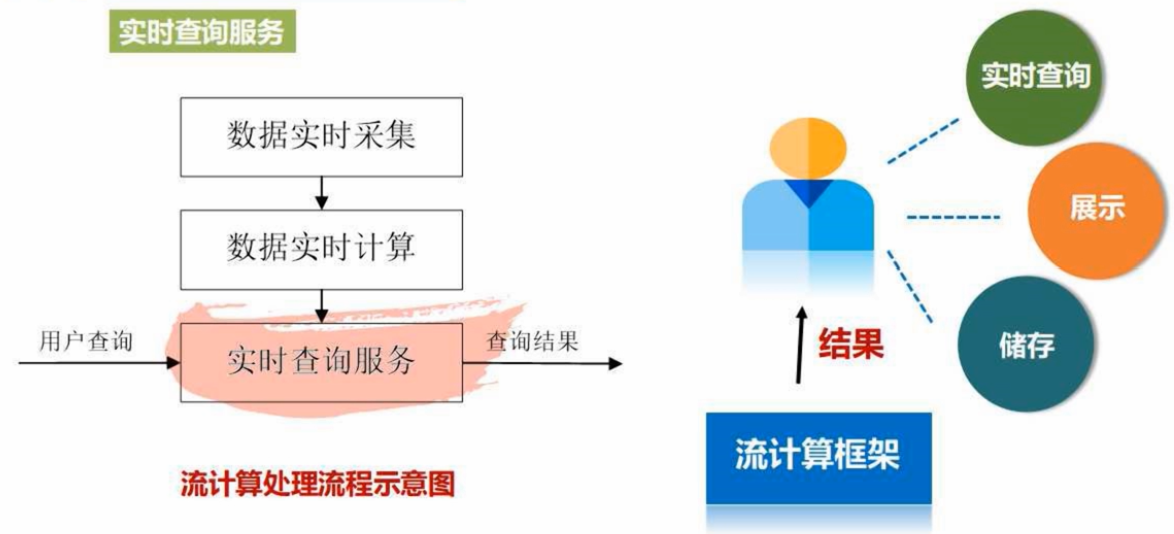 实时查询服务
数据实时采集
数据实时计算
用户查询
实时查询服务
查询结果
流计算处理流程示意图
实时查询
展示
储存
结果
流计算框架